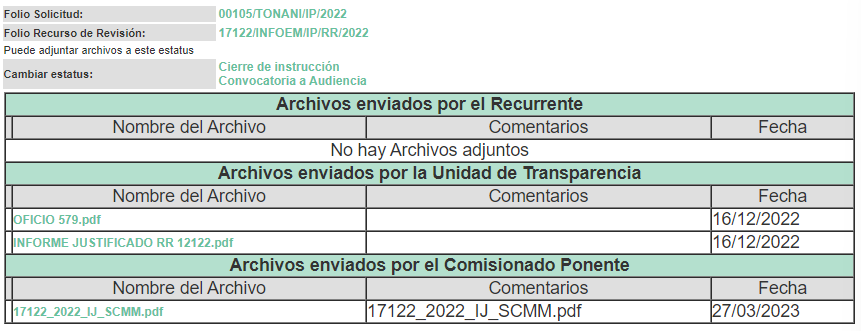 Folio Solicitud: 00105/TONANI/IP/2022
Folio Recurso de Revisión: 17122/INFOEM/IP/RR/2022
Puede adjuntar archivos a este estatus
Cambiar estatus: Cierre de instrucción
Convocatoria a Audiencia
Archivos enviados por el Recurrente
Nombre del Archivo Comentarios Fecha
No hay Archivos adjuntos
Archivos enviados por la Unidad de Transparencia
Nombre del Archivo Comentarios Fecha
OFICIO 579.pdf 16/12/2022
INFORME JUSTIFICADO RR 12122.pdf 16/12/2022
Archivos enviados por el Comisionado Ponente
Nombre del Archivo Comentarios Fecha
17122_2022_IJ_SCMM.pdf 17122_2022_IJ_SCMM.pdf 27/03/2023